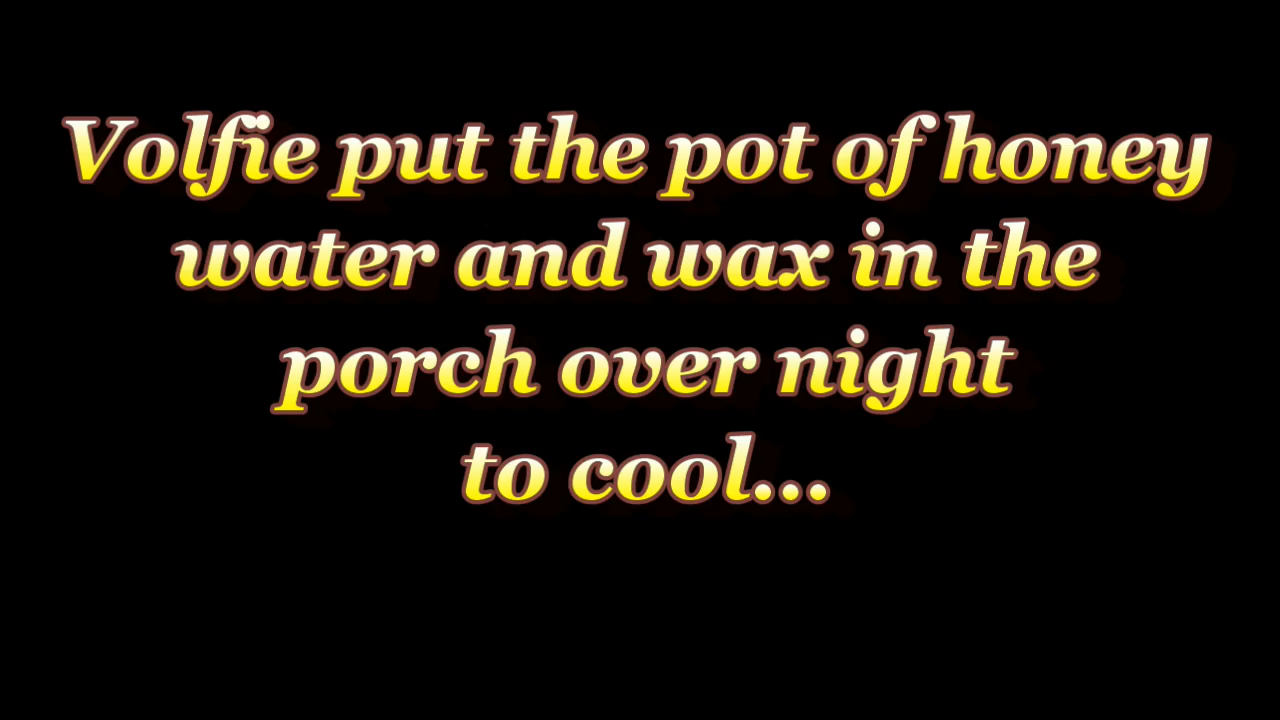 Volfie put the pot of honey
water and wax in the
porch over night
to cool...